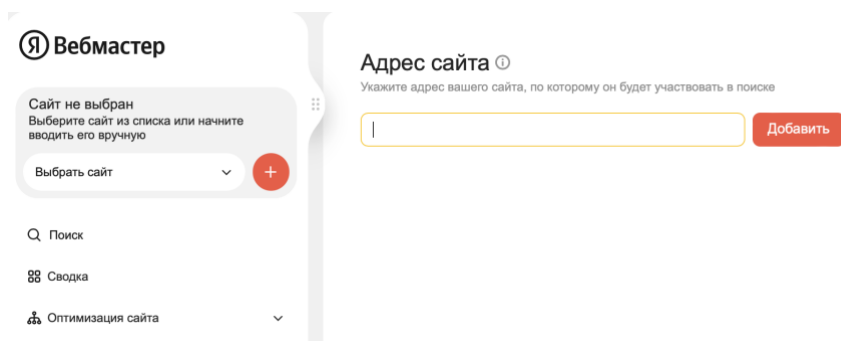 Я Вебмастер
Сайт не выбран
Выберите сайт из списка или начните
вводить его вручную
Выбрать сайт
Поиск
Сводка
Оптимизация сайта
Адрес сайта
Укажите адрес вашего сайта, по которому он будет участвовать в поиске
Добавить